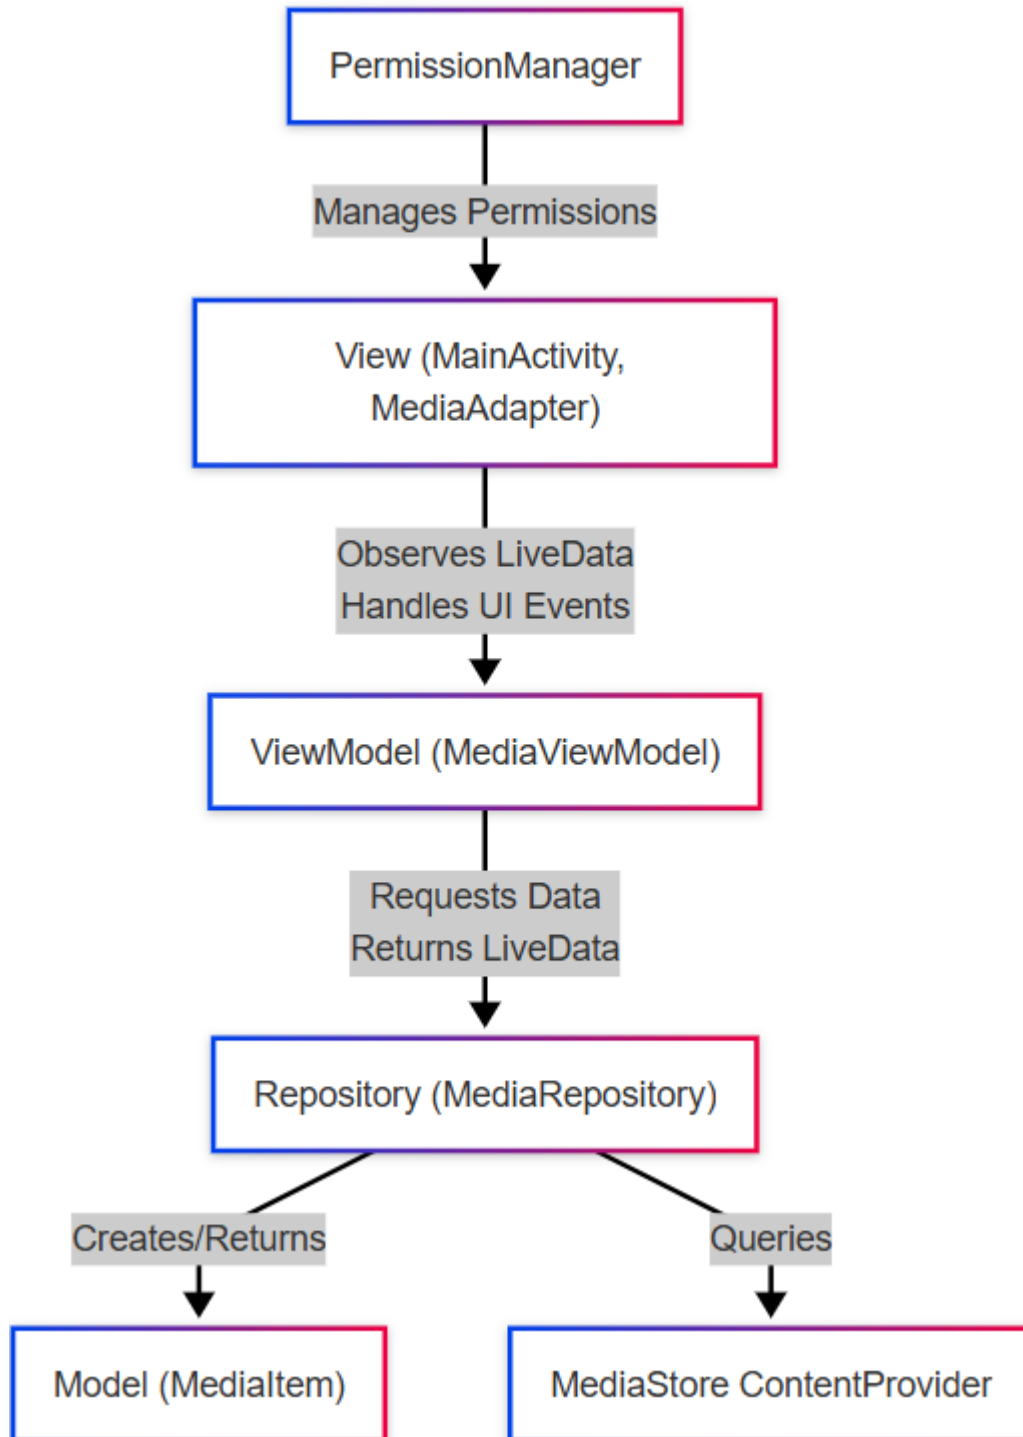 PermissionManager
Manages Permissions
View (MainActivity,
MediaAdapter)
Observes LiveData
Handles UI Events
ViewModel (MediaViewModel)
Requests Data
Returns LiveData
Repository (MediaRepository)
Creates/Returns
Queries
Model (MediaItem)
MediaStore ContentProvider